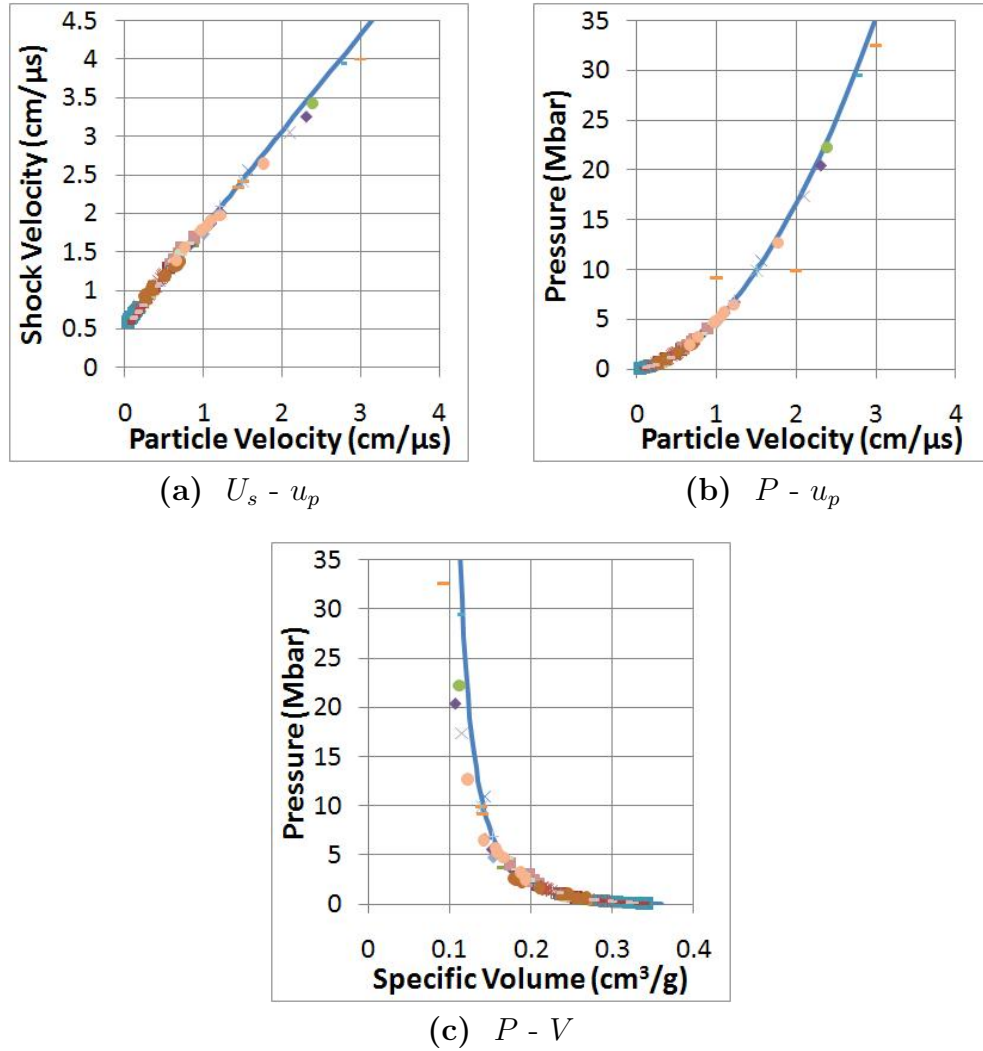 4.5
4
3.5
3
2.5
2
1.5
1
0.5
0
Shock Velocity (cm/µs)
0 1 2 3 4
Particle Velocity (cm/µs)
(a) U_s - u_p
35
30
25
20
15
10
5
0
Pressure (Mbar)
0 1 2 3 4
Particle Velocity (cm/µs)
(b) P - u_p
35
30
25
20
15
10
5
0
Pressure (Mbar)
0 0.1 0.2 0.3 0.4
Specific Volume (cm³/g)
(c) P - V